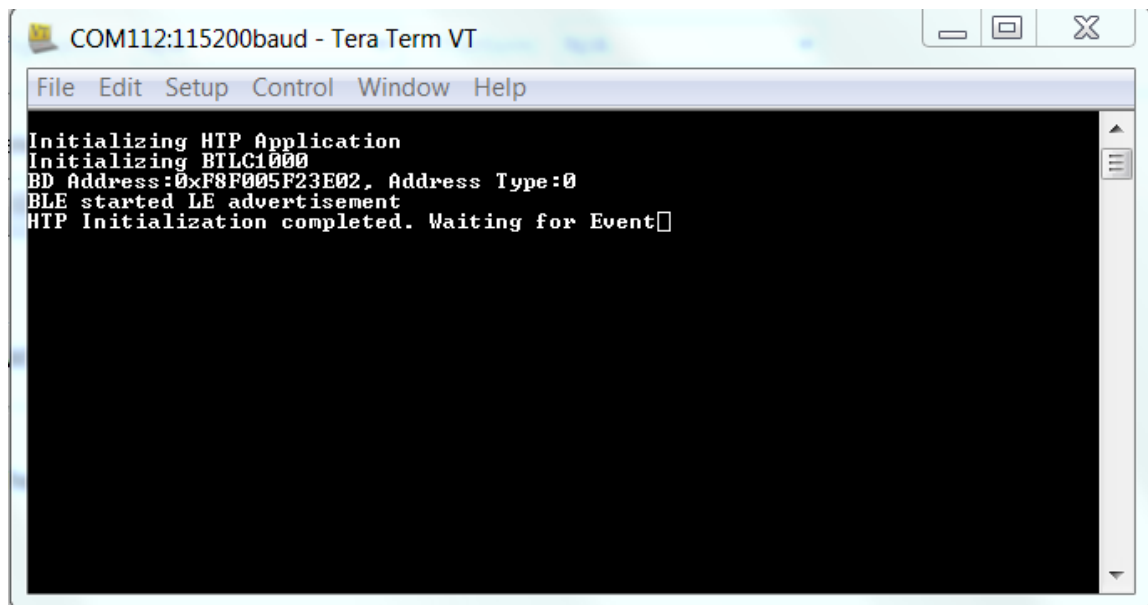 COM112:115200baud - Tera Term VT
File Edit Setup Control Window Help
Initializing HTP Application
Initializing BTLC1000
BD Address:0xF8F005F23E02, Address Type:0
BLE started LE advertisement
HTP Initialization completed. Waiting for Event